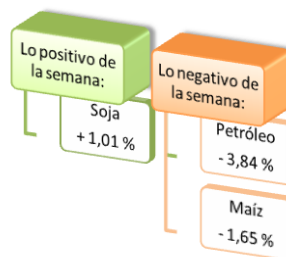 Lo positivo de
la semana:
Soja
+ 1,01 %
Lo negativo de
la semana:
Petróleo
- 3,84 %
Maíz
- 1,65 %